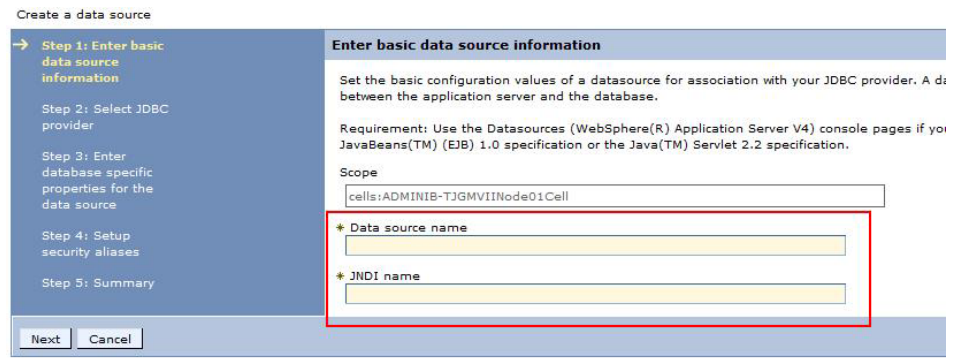 Create a data source
Step 1: Enter basic
data source
information
Step 2: Select JDBC
provider
Step 3: Enter
database specific
properties for the
data source
Step 4: Setup
security aliases
Step 5: Summary
Enter basic data source information
Set the basic configuration values of a datasource for association with your JDBC provider. A da
between the application server and the database.
Requirement: Use the Datasources (WebSphere(R) Application Server V4) console pages if you
JavaBeans(TM) (EJB) 1.0 specification or the Java(TM) Servlet 2.2 specification.
Scope
cells:ADMINIB-TJGMVIINode01Cell
* Data source name
* JNDI name
Next Cancel